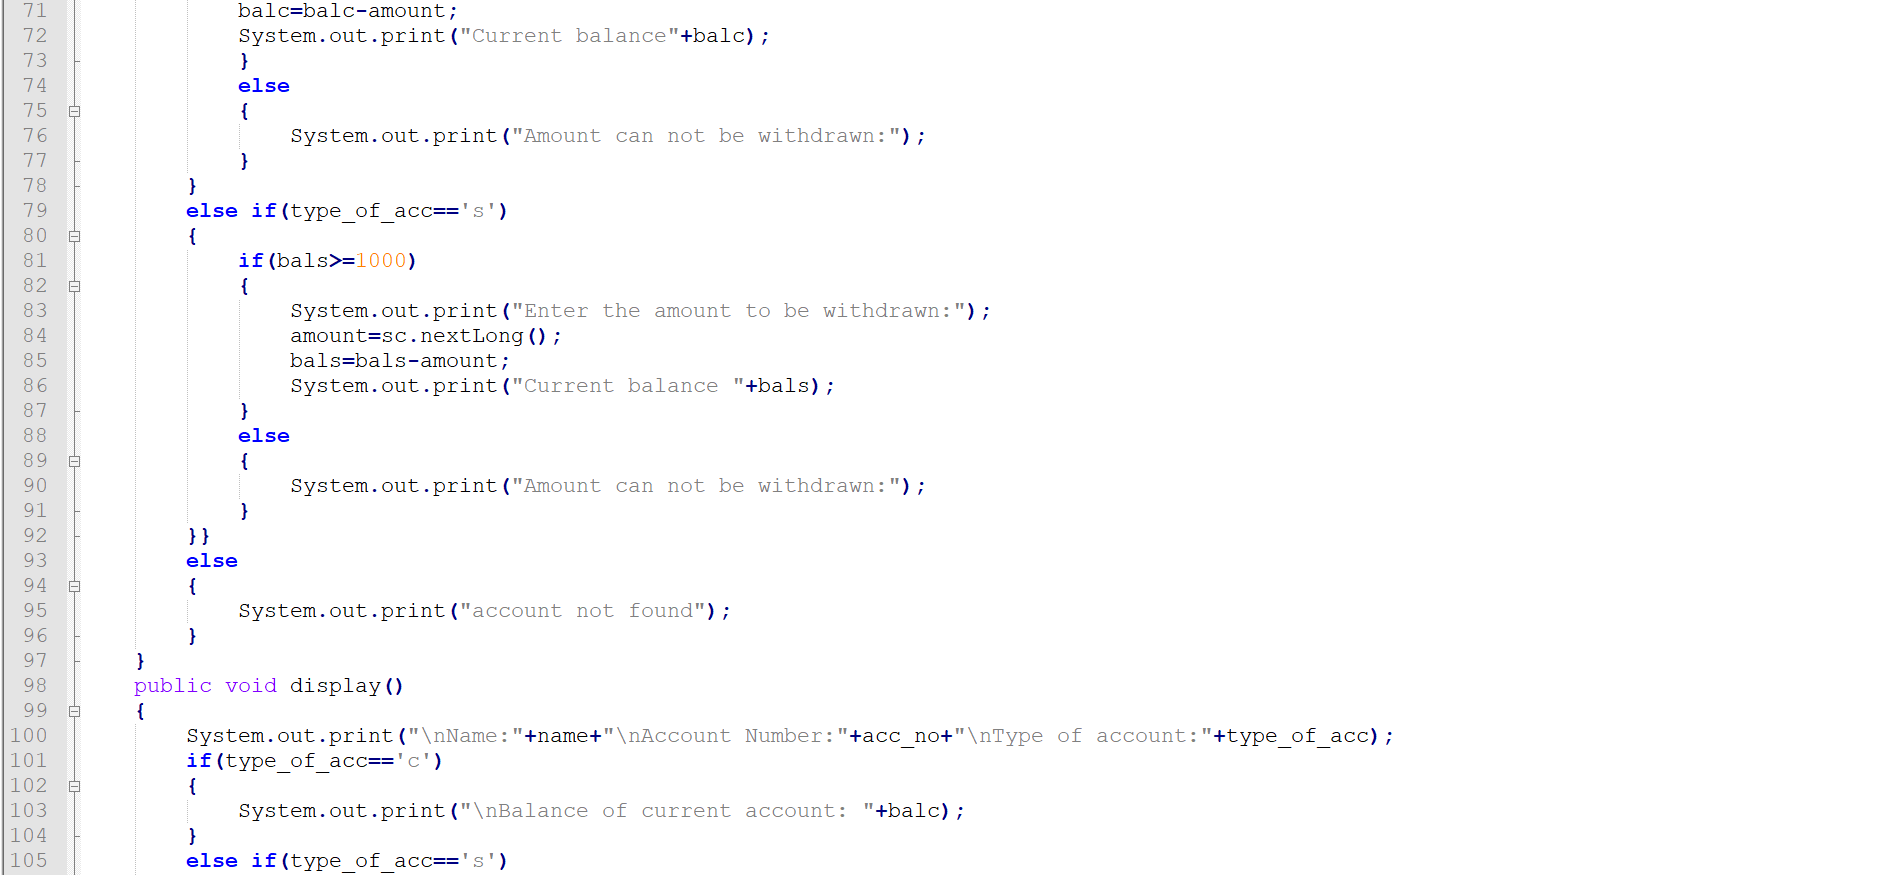 71 balc=balc-amount;
72 System.out.print("Current balance"+balc);
73 }
74 else
75 {
76 System.out.print("Amount can not be withdrawn:");
77 }
78 }
79 else if(type_of_acc=='s')
80 {
81 if(bals>=1000)
82 {
83 System.out.print("Enter the amount to be withdrawn:");
84 amount=sc.nextLong();
85 bals=bals-amount;
86 System.out.print("Current balance "+bals);
87 }
88 else
89 {
90 System.out.print("Amount can not be withdrawn:");
91 }
92 }}
93 else
94 {
95 System.out.print("account not found");
96 }
97 }
98 public void display()
99 {
100 System.out.print("\nName:"+name+"\nAccount Number:"+acc_no+"\nType of account:"+type_of_acc);
101 if(type_of_acc=='c')
102 {
103 System.out.print("\nBalance of current account: "+balc);
104 }
105 else if(type_of_acc=='s')